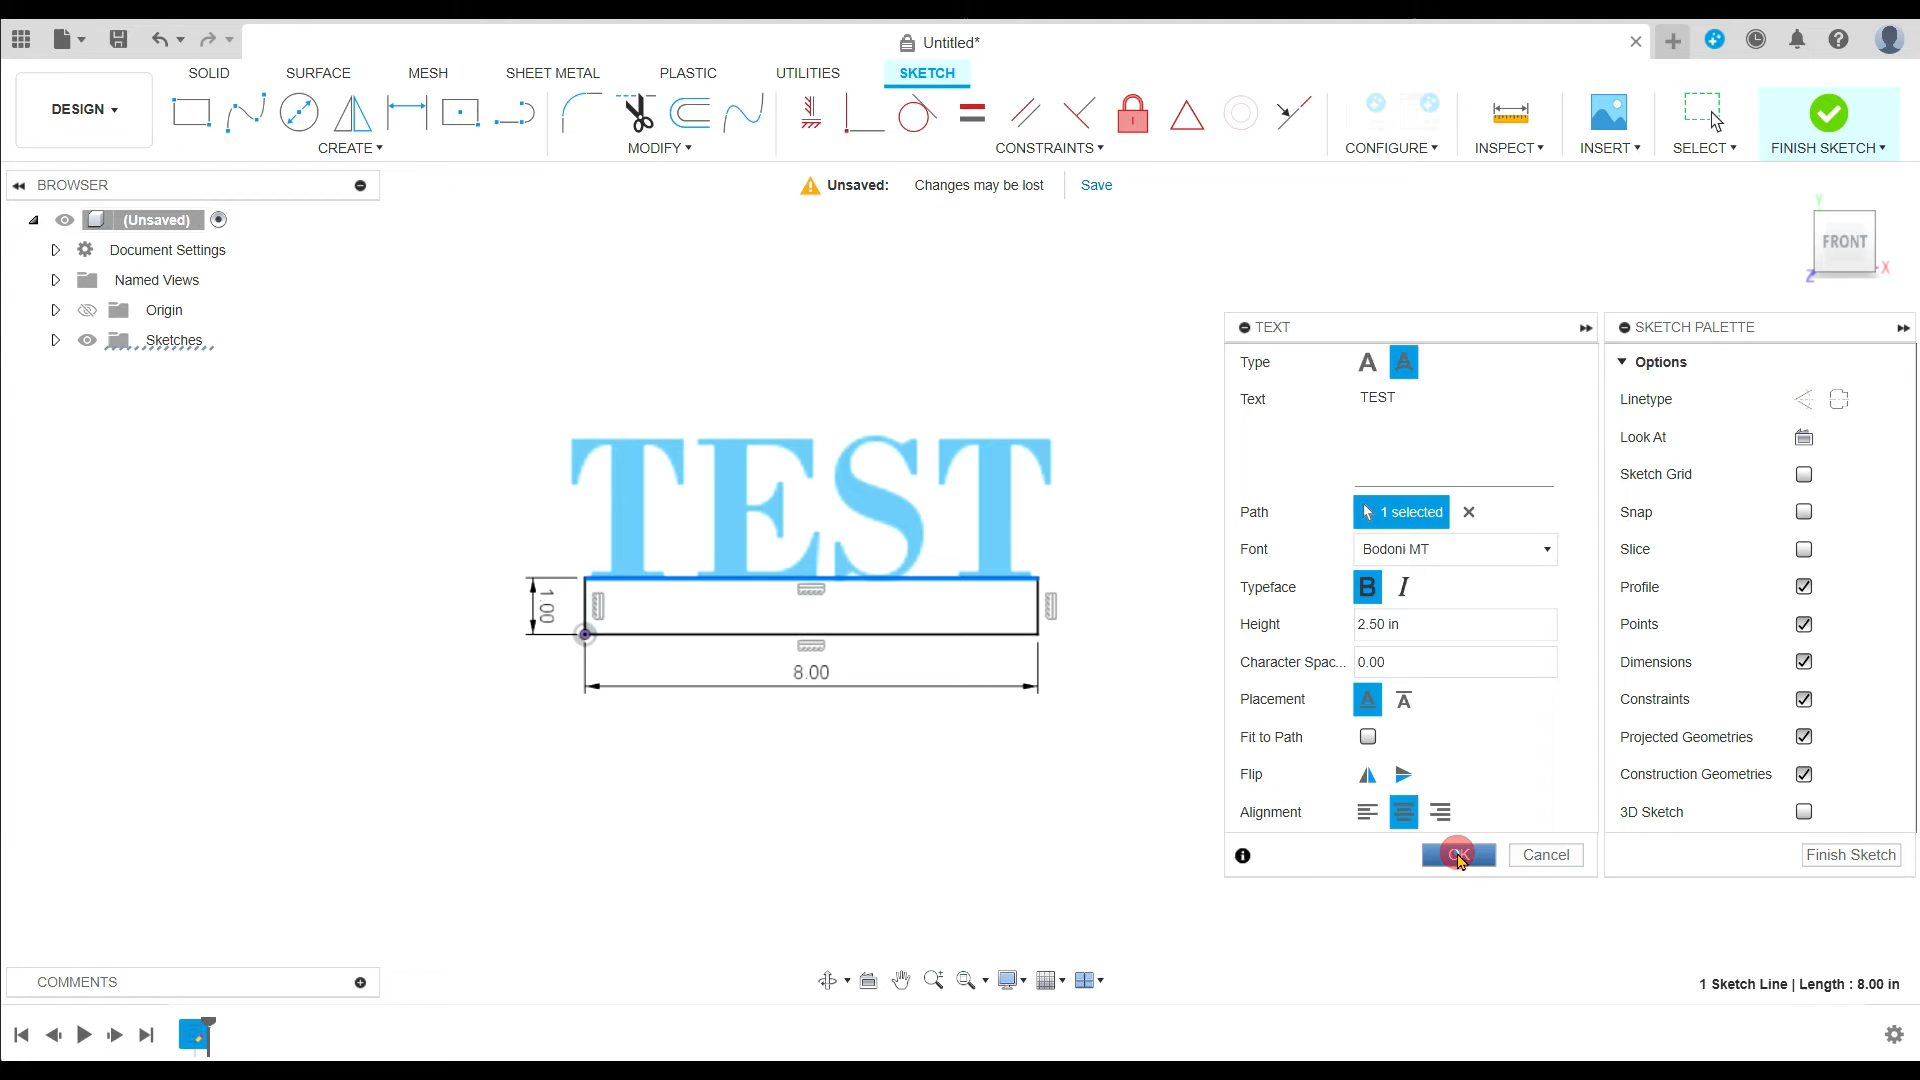 Untitled*
SOLID SURFACE MESH SHEET METAL PLASTIC UTILITIES SKETCH
DESIGN
CREATE MODIFY CONSTRAINTS CONFIGURE INSPECT INSERT SELECT FINISH SKETCH
BROWSER
Unsaved: Changes may be lost Save
(Unsaved)
Document Settings
Named Views
Origin
Sketches
Y
FRONT
X
Z
TEST
1.00
8.00
TEXT
Type A A
Text TEST
Path 1 selected
Font Bodoni MT
Typeface B I
Height 2.50 in
Character Spac... 0.00
Placement A A
Fit to Path
Flip
Alignment
OK Cancel
SKETCH PALETTE
Options
Linetype
Look At
Sketch Grid
Snap
Slice
Profile
Points
Dimensions
Constraints
Projected Geometries
Construction Geometries
3D Sketch
Finish Sketch
COMMENTS
1 Sketch Line | Length : 8.00 in